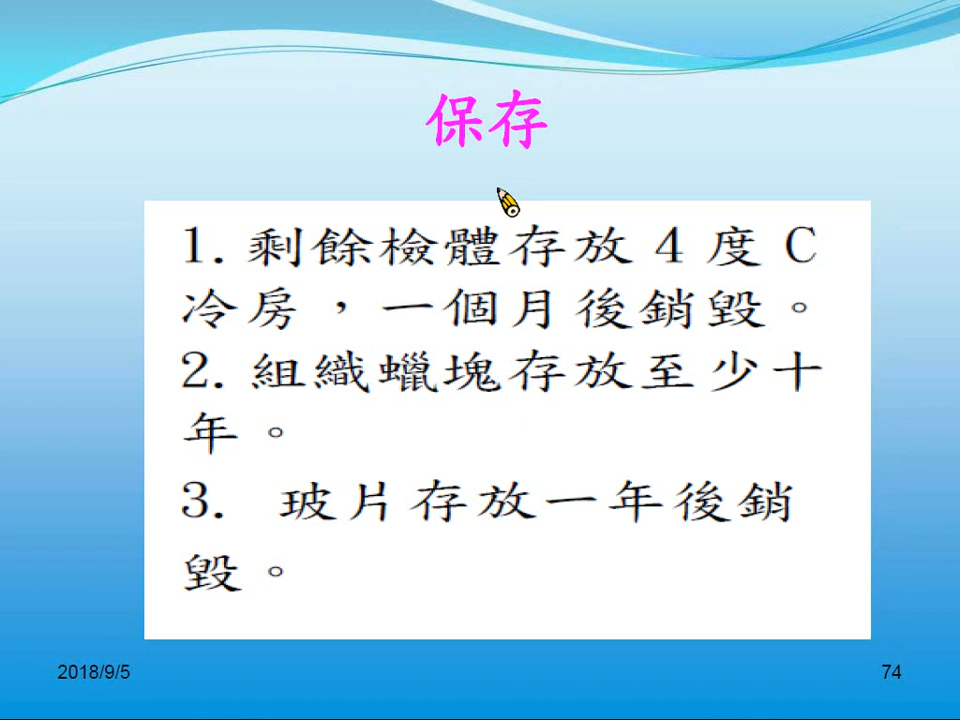 保存
1. 剩餘檢體存放 4 度 C
冷房，一個月後銷毀。
2. 組織蠟塊存放至少十
年。
3. 玻片存放一年後銷
毀。
2018/9/5
74